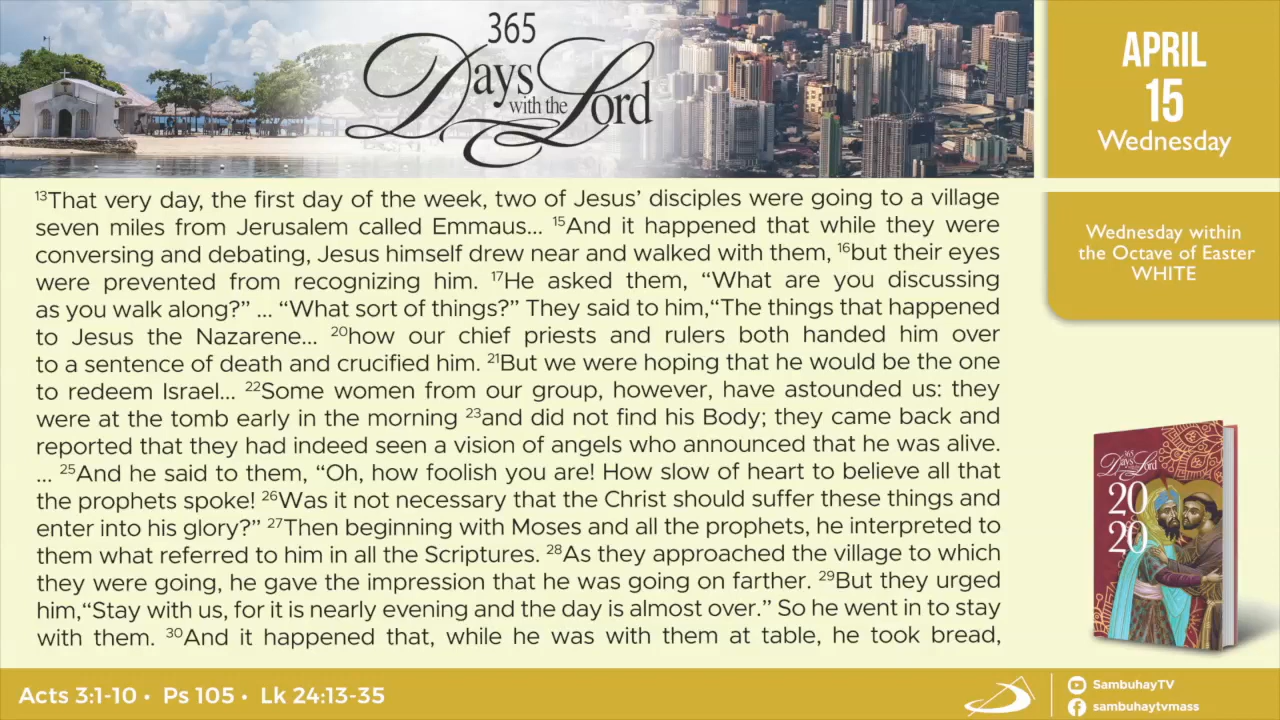 365
Days with the Lord
APRIL
15
Wednesday
Wednesday within
the Octave of Easter
WHITE
¹³That very day, the first day of the week, two of Jesus’ disciples were going to a village
seven miles from Jerusalem called Emmaus... ¹⁵And it happened that while they were
conversing and debating, Jesus himself drew near and walked with them, ¹⁶but their eyes
were prevented from recognizing him. ¹⁷He asked them, “What are you discussing
as you walk along?” ... “What sort of things?” They said to him,“The things that happened
to Jesus the Nazarene... ²⁰how our chief priests and rulers both handed him over
to a sentence of death and crucified him. ²¹But we were hoping that he would be the one
to redeem Israel... ²²Some women from our group, however, have astounded us: they
were at the tomb early in the morning ²³and did not find his Body; they came back and
reported that they had indeed seen a vision of angels who announced that he was alive.
... ²⁵And he said to them, “Oh, how foolish you are! How slow of heart to believe all that
the prophets spoke! ²⁶Was it not necessary that the Christ should suffer these things and
enter into his glory?” ²⁷Then beginning with Moses and all the prophets, he interpreted to
them what referred to him in all the Scriptures. ²⁸As they approached the village to which
they were going, he gave the impression that he was going on farther. ²⁹But they urged
him,“Stay with us, for it is nearly evening and the day is almost over.” So he went in to stay
with them. ³⁰And it happened that, while he was with them at table, he took bread,
365
Days with the Lord
20
20
Acts 3:1-10 • Ps 105 • Lk 24:13-35
SambuhayTV
sambuhaytvmass